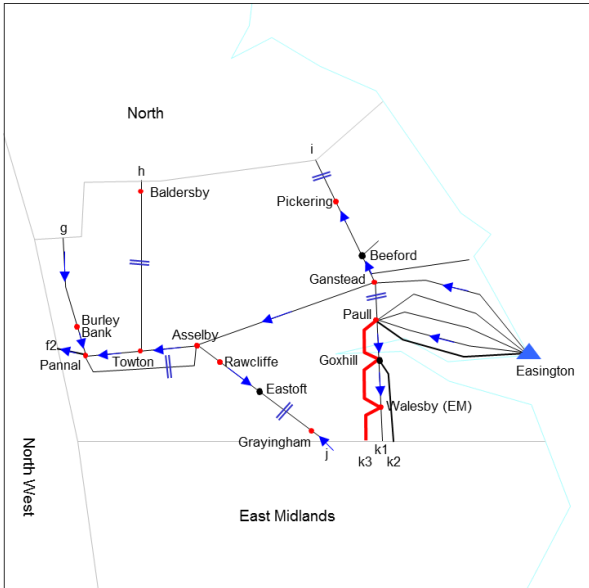 North
i
h
Baldersby
Pickering
g
Beeford
Ganstead
Burley
Bank
Paull
Asselby
f2
Pannal
Towton
Rawcliffe
Goxhill
Easington
Eastoft
Walesby (EM)
Grayingham
j
k1
k3
k2
North West
East Midlands